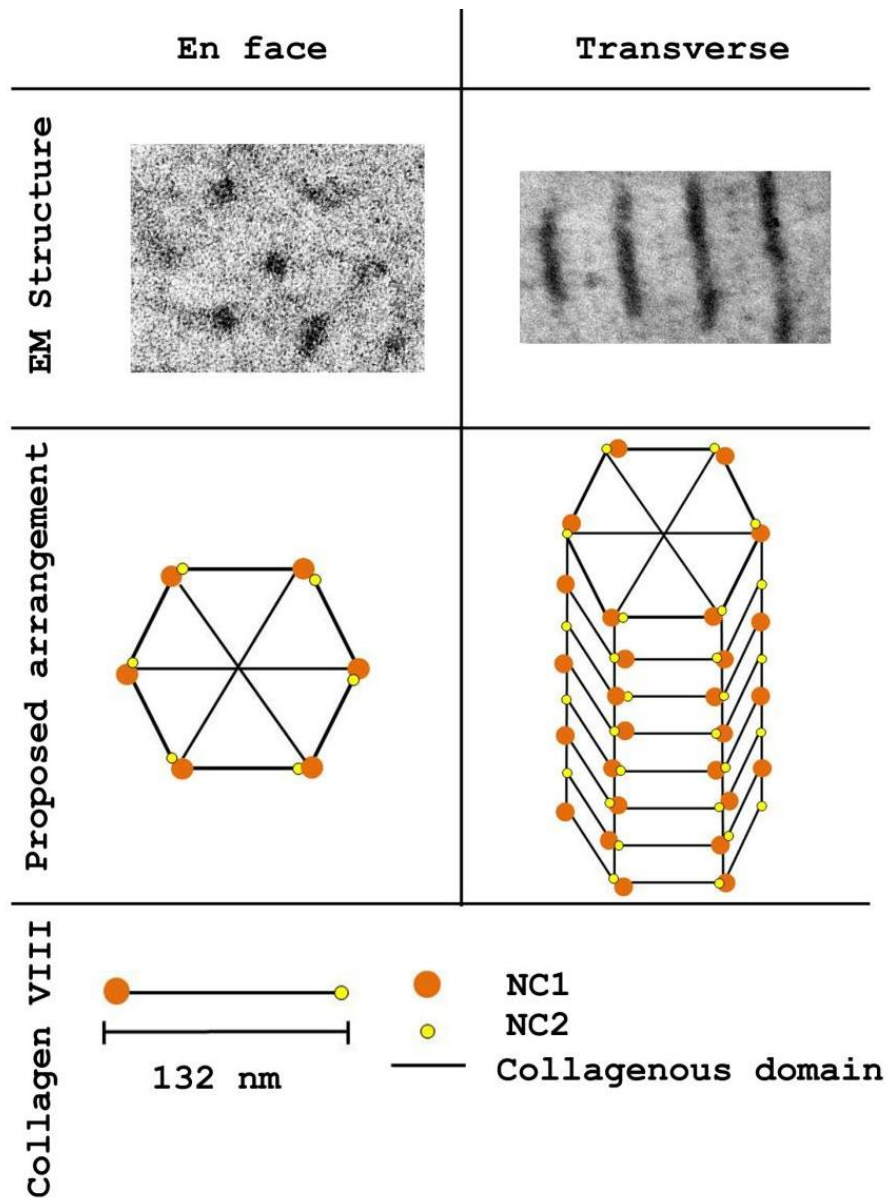 En face
Transverse
EM Structure
Proposed arrangement
Collagen VIII
132 nm
NC1
NC2
Collagenous domain